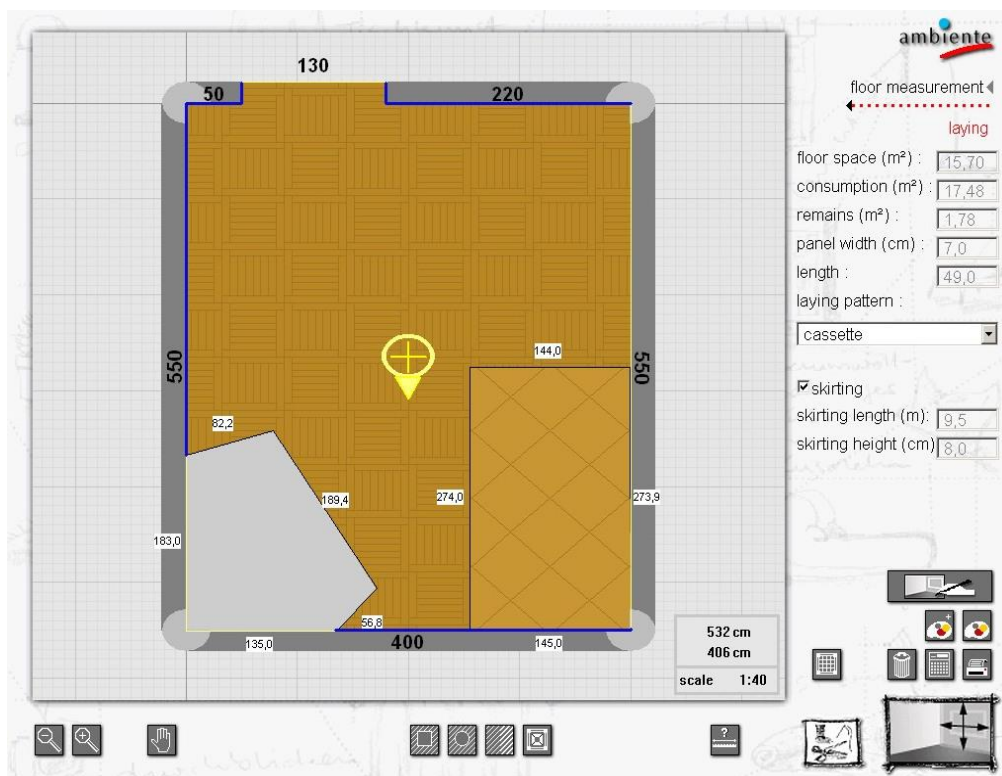 ambiente
floor measurement
laying
floor space (m²) : 15,70
consumption (m²) : 17,48
remains (m²) : 1,78
panel width (cm) : 7,0
length : 49,0
laying pattern :
cassette
skirting
skirting length (m): 9,5
skirting height (cm) 8,0
130
50
220
550
550
144,0
82,2
189,4
274,0
273,9
183,0
56,8
135,0
400
145,0
532 cm
406 cm
scale 1:40
?